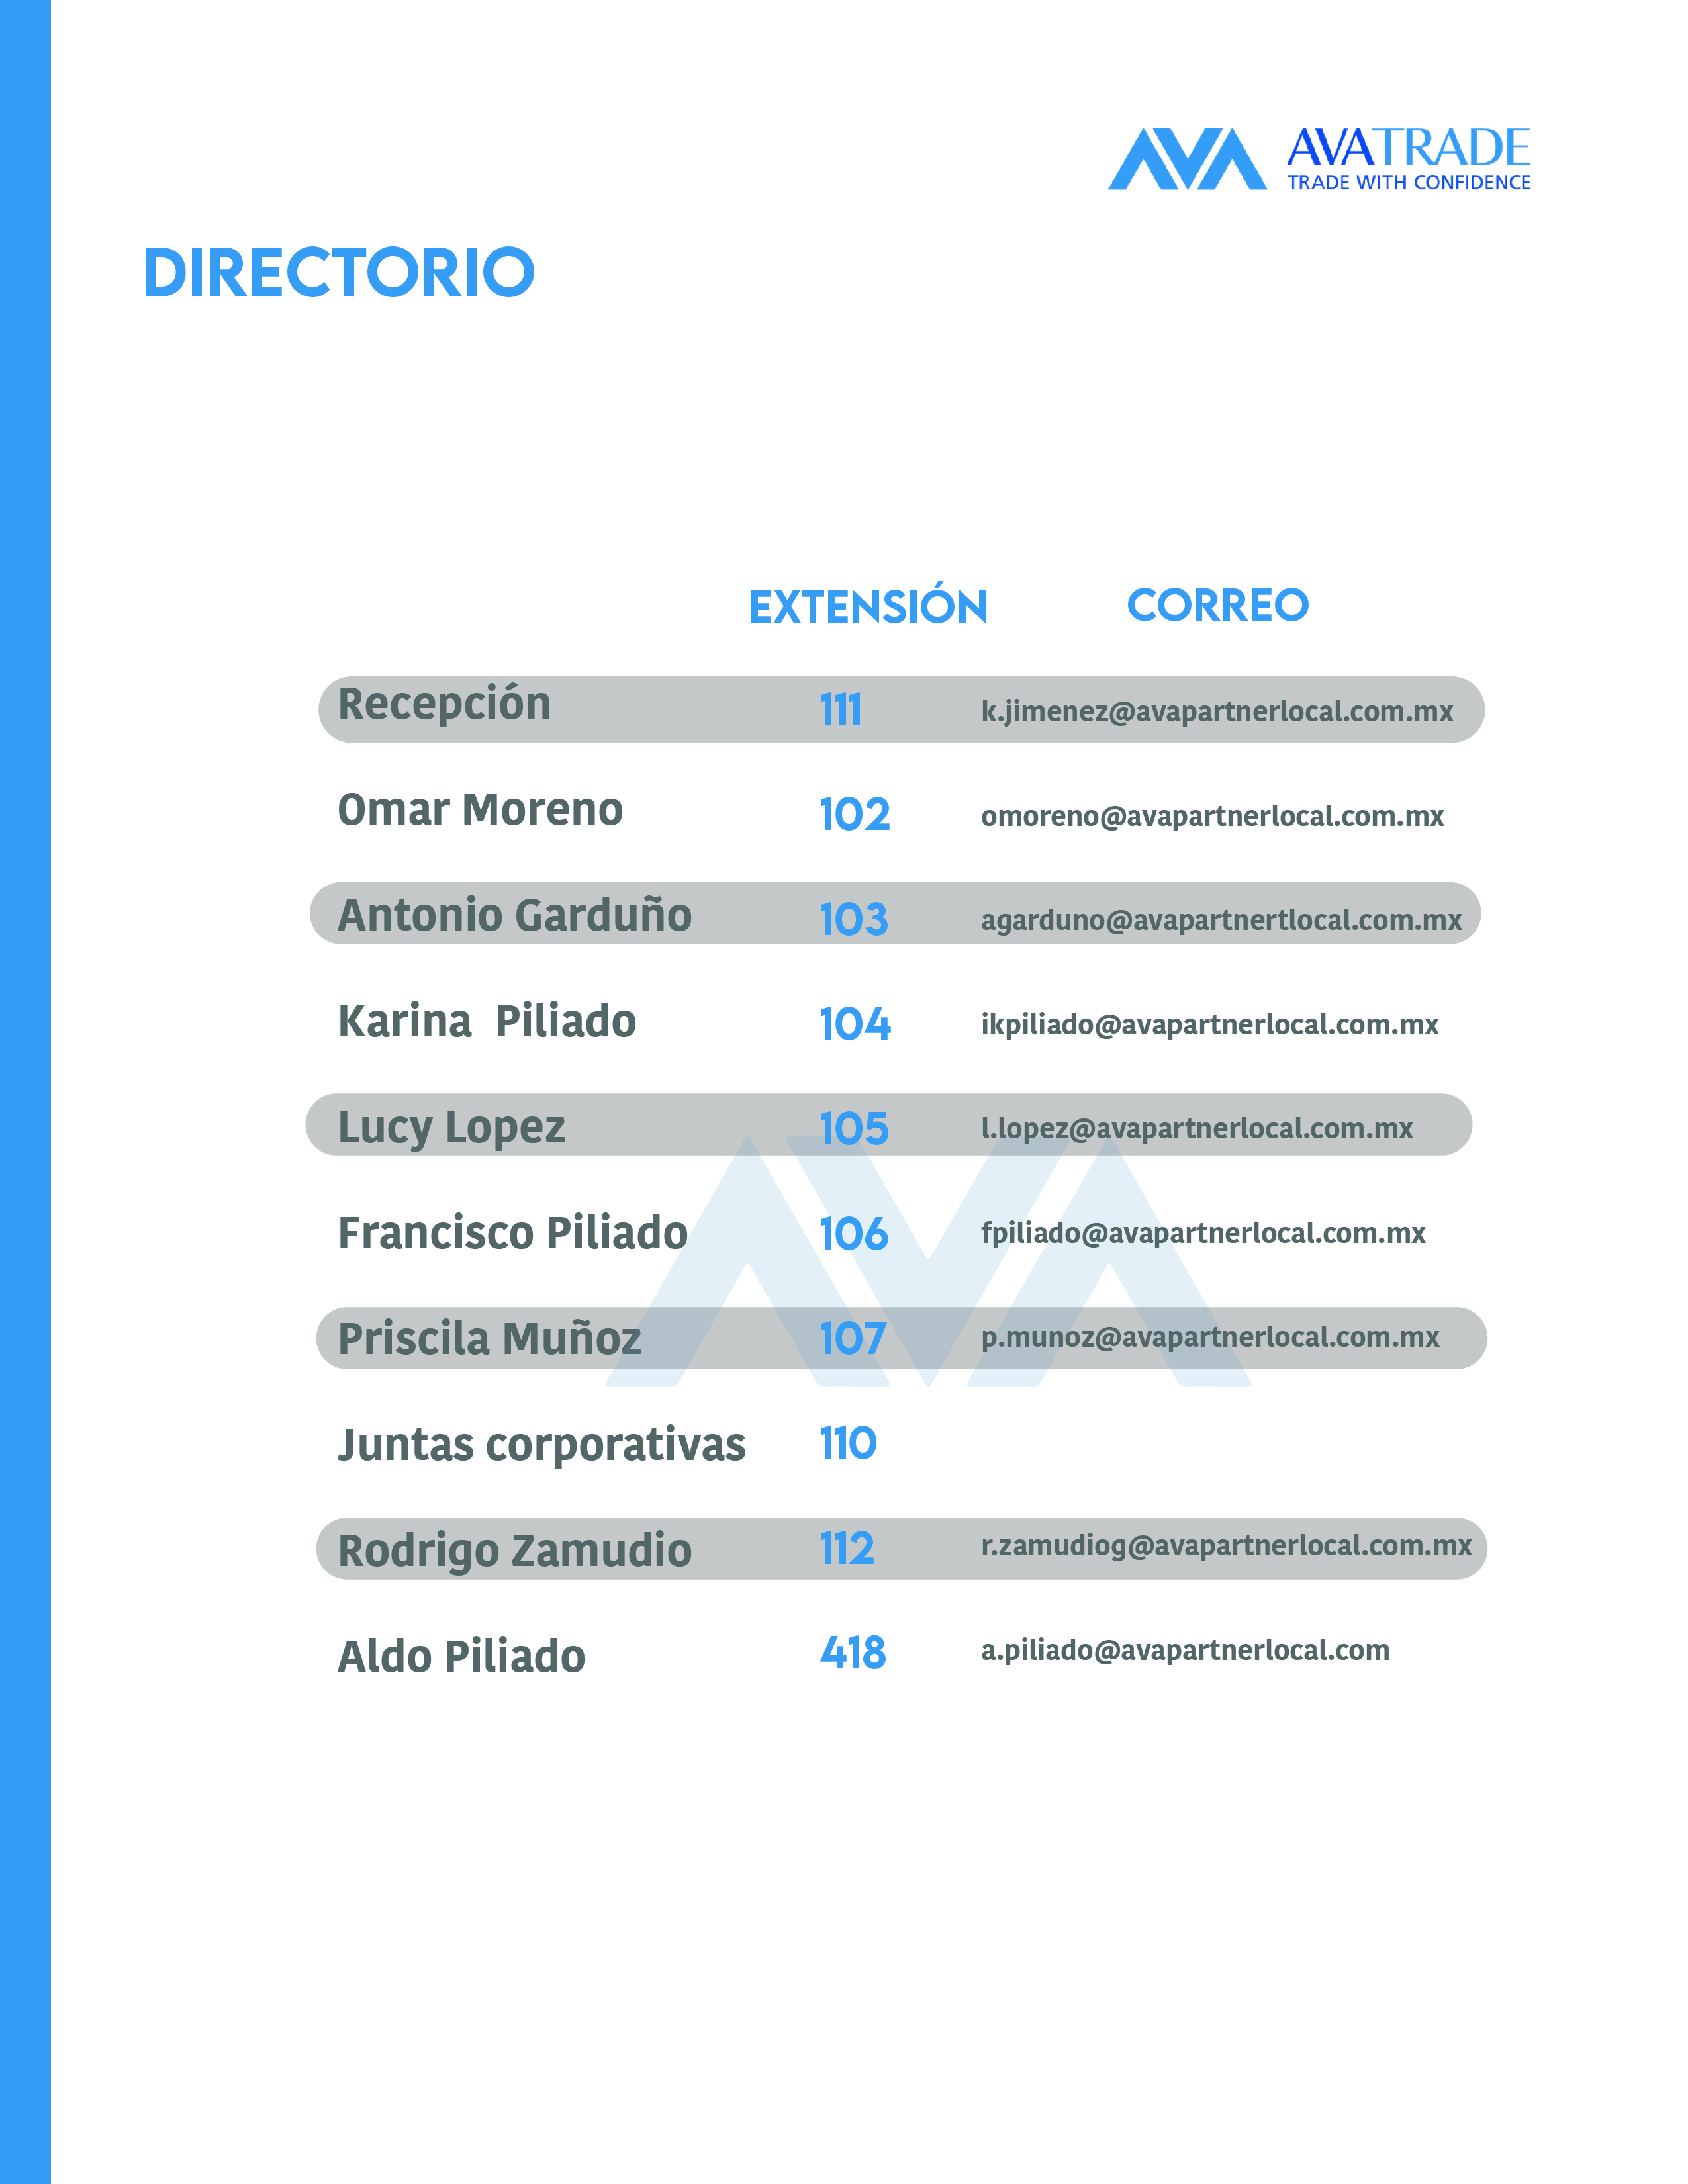 AVA AVATRADE
TRADE WITH CONFIDENCE
DIRECTORIO
EXTENSIÓN CORREO
Recepción 111 k.jimenez@avapartnerlocal.com.mx
Omar Moreno 102 omoreno@avapartnerlocal.com.mx
Antonio Garduño 103 agarduno@avapartnertlocal.com.mx
Karina  Piliado 104 ikpiliado@avapartnerlocal.com.mx
Lucy Lopez 105 l.lopez@avapartnerlocal.com.mx
Francisco Piliado 106 fpiliado@avapartnerlocal.com.mx
Priscila Muñoz 107 p.munoz@avapartnerlocal.com.mx
Juntas corporativas 110
Rodrigo Zamudio 112 r.zamudiog@avapartnerlocal.com.mx
Aldo Piliado 418 a.piliado@avapartnerlocal.com